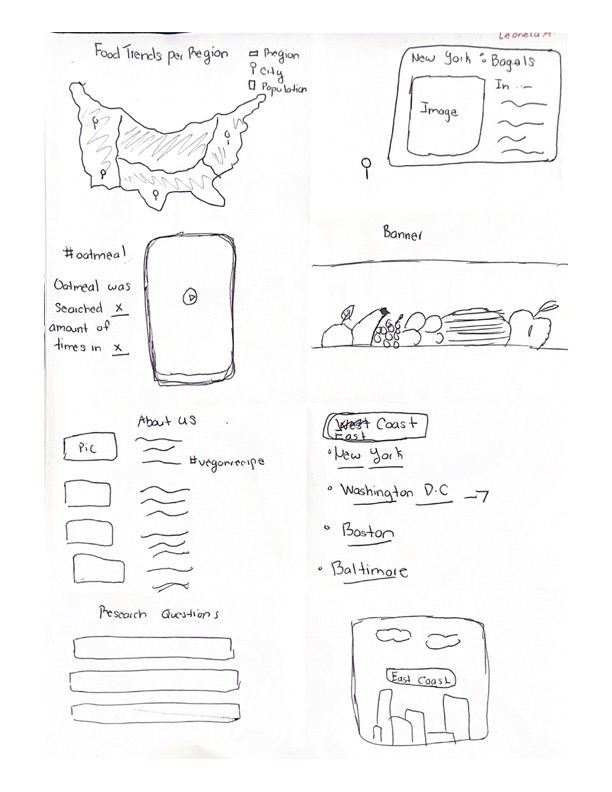 Leonela A.
Food Trends per Region
Region
City
Population
New York : Bagels
Image
In
#oatmeal
Oatmeal was
searched x
amount of
times in x
Banner
About US
Pic
#veganrecipe
West Coast
East
New York
Washington D.C
Boston
Baltimore
Research Questions
East Coast